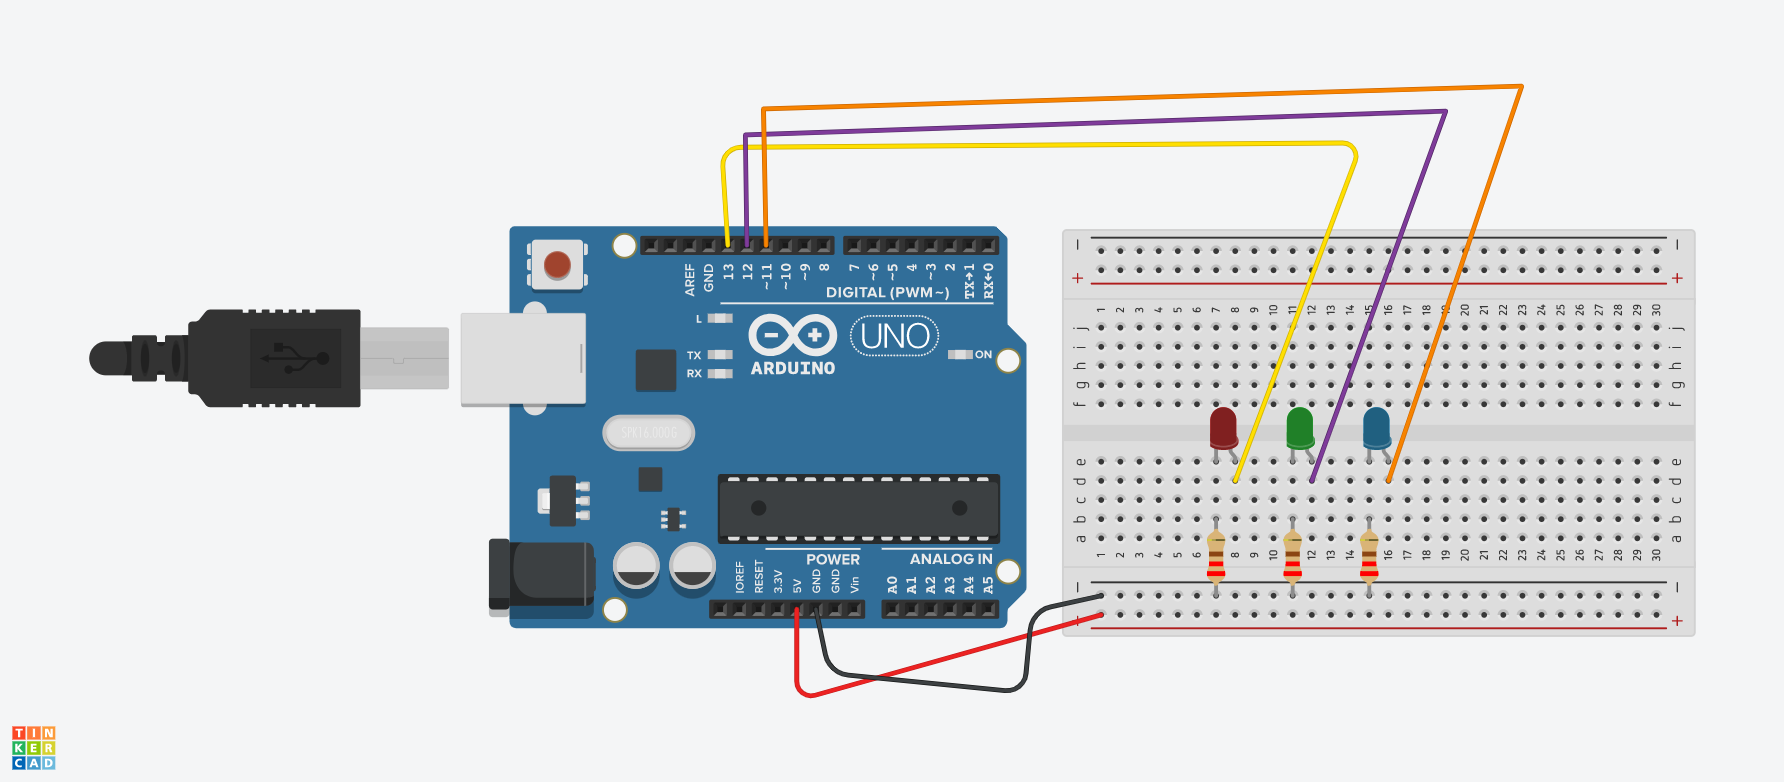 AREF
GND
13
12
~11
~10
~9
8
7
~6
~5
4
~3
2
TX→1
RX←0
DIGITAL (PWM~)
L
TX
RX
UNO
ARDUINO
ON
SPK16.000G
POWER
ANALOG IN
IOREF
RESET
3.3V
5V
GND
GND
Vin
A0
A1
A2
A3
A4
A5
− −
+ +
1 2 3 4 5 6 7 8 9 10 11 12 13 14 15 16 17 18 19 20 21 22 23 24 25 26 27 28 29 30
j j
i i
h h
g g
f f
e e
d d
c c
b b
a a
1 2 3 4 5 6 7 8 9 10 11 12 13 14 15 16 17 18 19 20 21 22 23 24 25 26 27 28 29 30
− −
+ +
TIN
KER
CAD